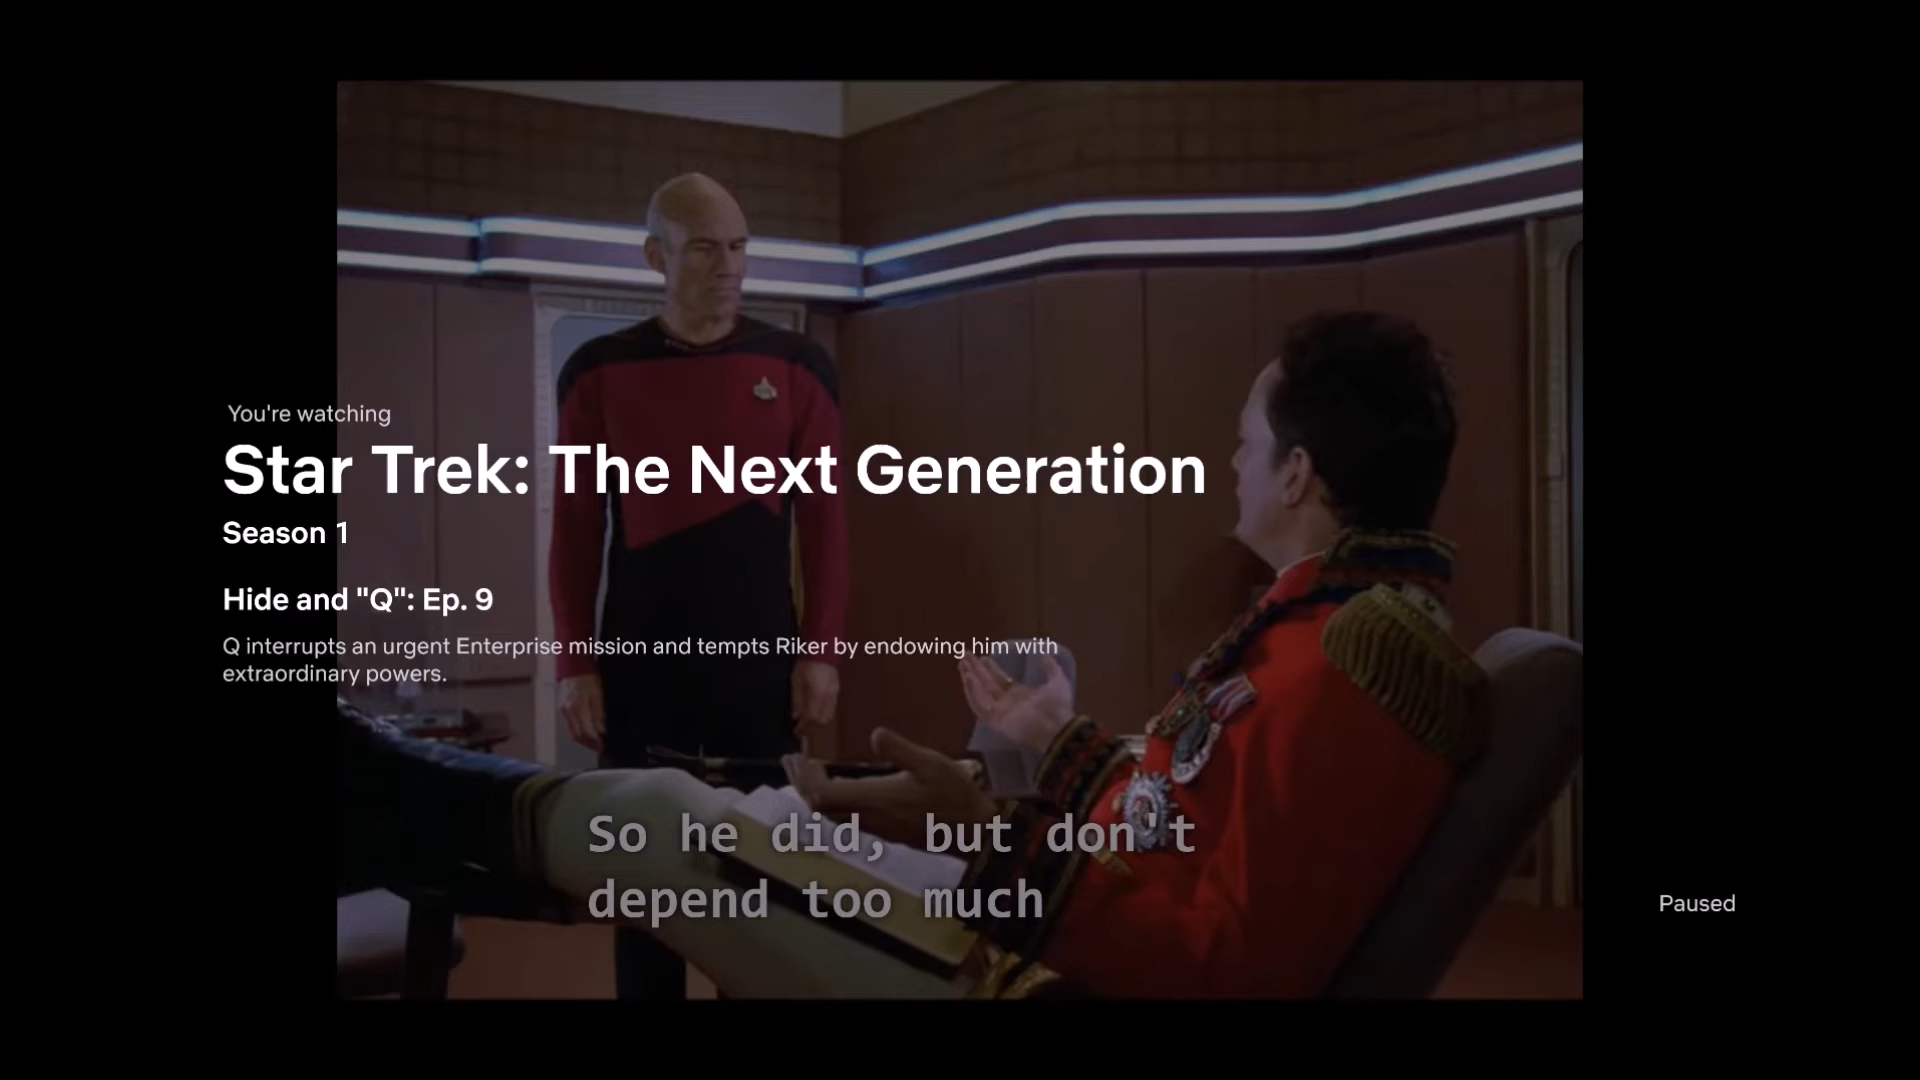 You're watching
Star Trek: The Next Generation
Season 1
Hide and "Q": Ep. 9
Q interrupts an urgent Enterprise mission and tempts Riker by endowing him with
extraordinary powers.
So he did, but don't
depend too much
Paused